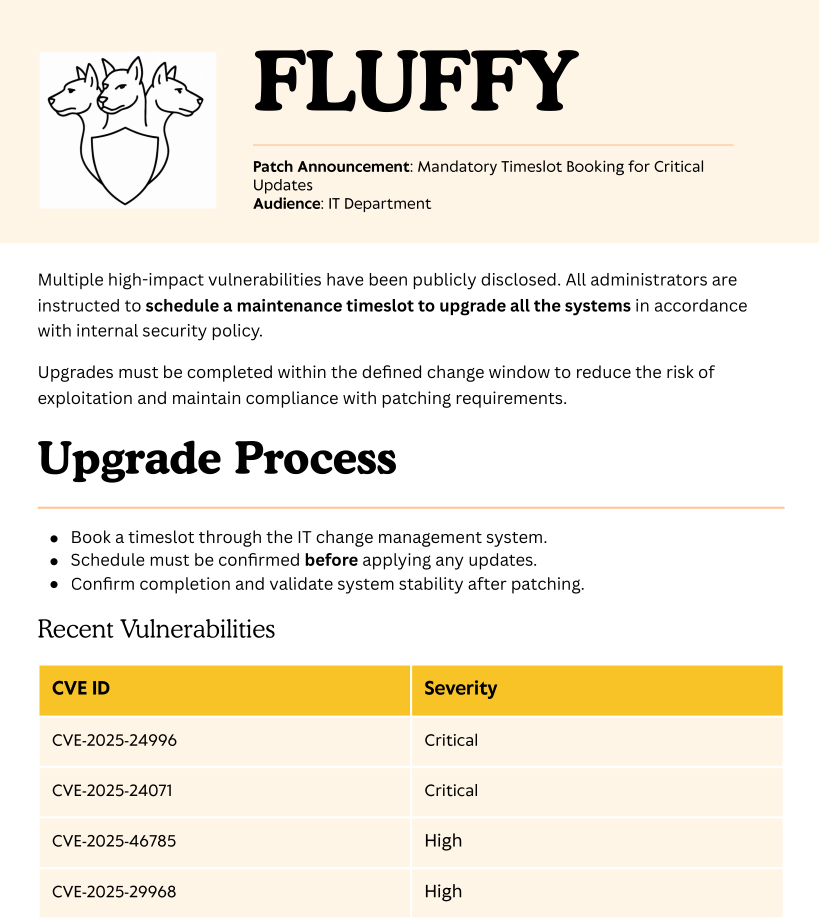 FLUFFY
Patch Announcement: Mandatory Timeslot Booking for Critical
Updates
Audience: IT Department
Multiple high-impact vulnerabilities have been publicly disclosed. All administrators are
instructed to schedule a maintenance timeslot to upgrade all the systems in accordance
with internal security policy.
Upgrades must be completed within the defined change window to reduce the risk of
exploitation and maintain compliance with patching requirements.
Upgrade Process
● Book a timeslot through the IT change management system.
● Schedule must be confirmed before applying any updates.
● Confirm completion and validate system stability after patching.
Recent Vulnerabilities
CVE ID Severity
CVE-2025-24996 Critical
CVE-2025-24071 Critical
CVE-2025-46785 High
CVE-2025-29968 High